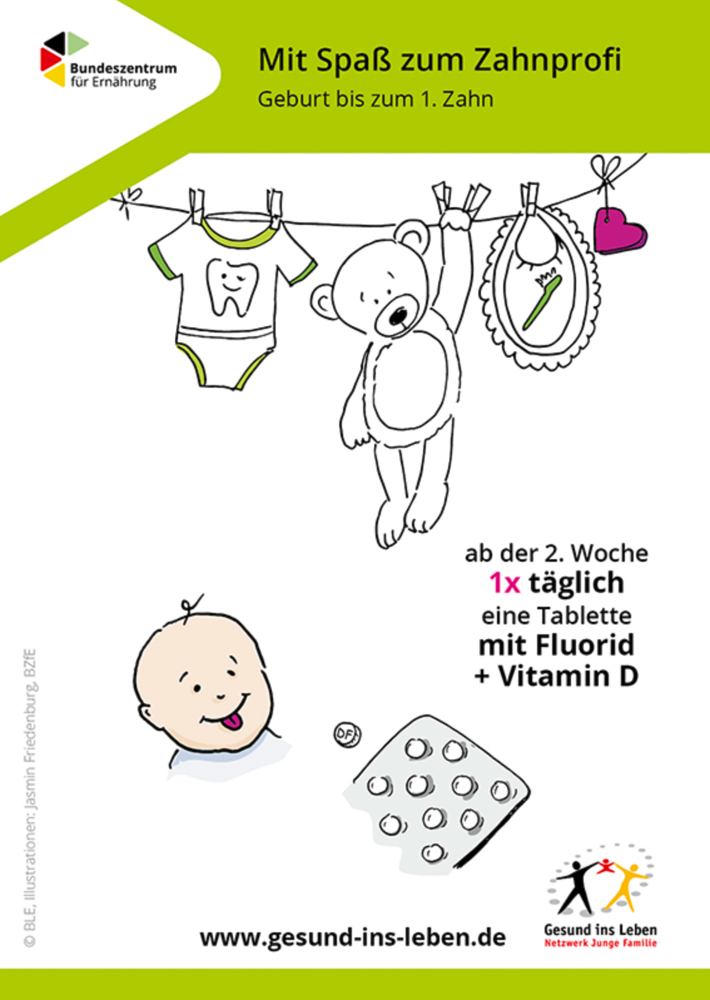 Bundeszentrum
für Ernährung
Mit Spaß zum Zahnprofi
Geburt bis zum 1. Zahn
ab der 2. Woche
1x täglich
eine Tablette
mit Fluorid
+ Vitamin D
DF
© BLE, Illustrationen: Jasmin Friedenburg, BZfE
www.gesund-ins-leben.de
Gesund ins Leben
Netzwerk Junge Familie